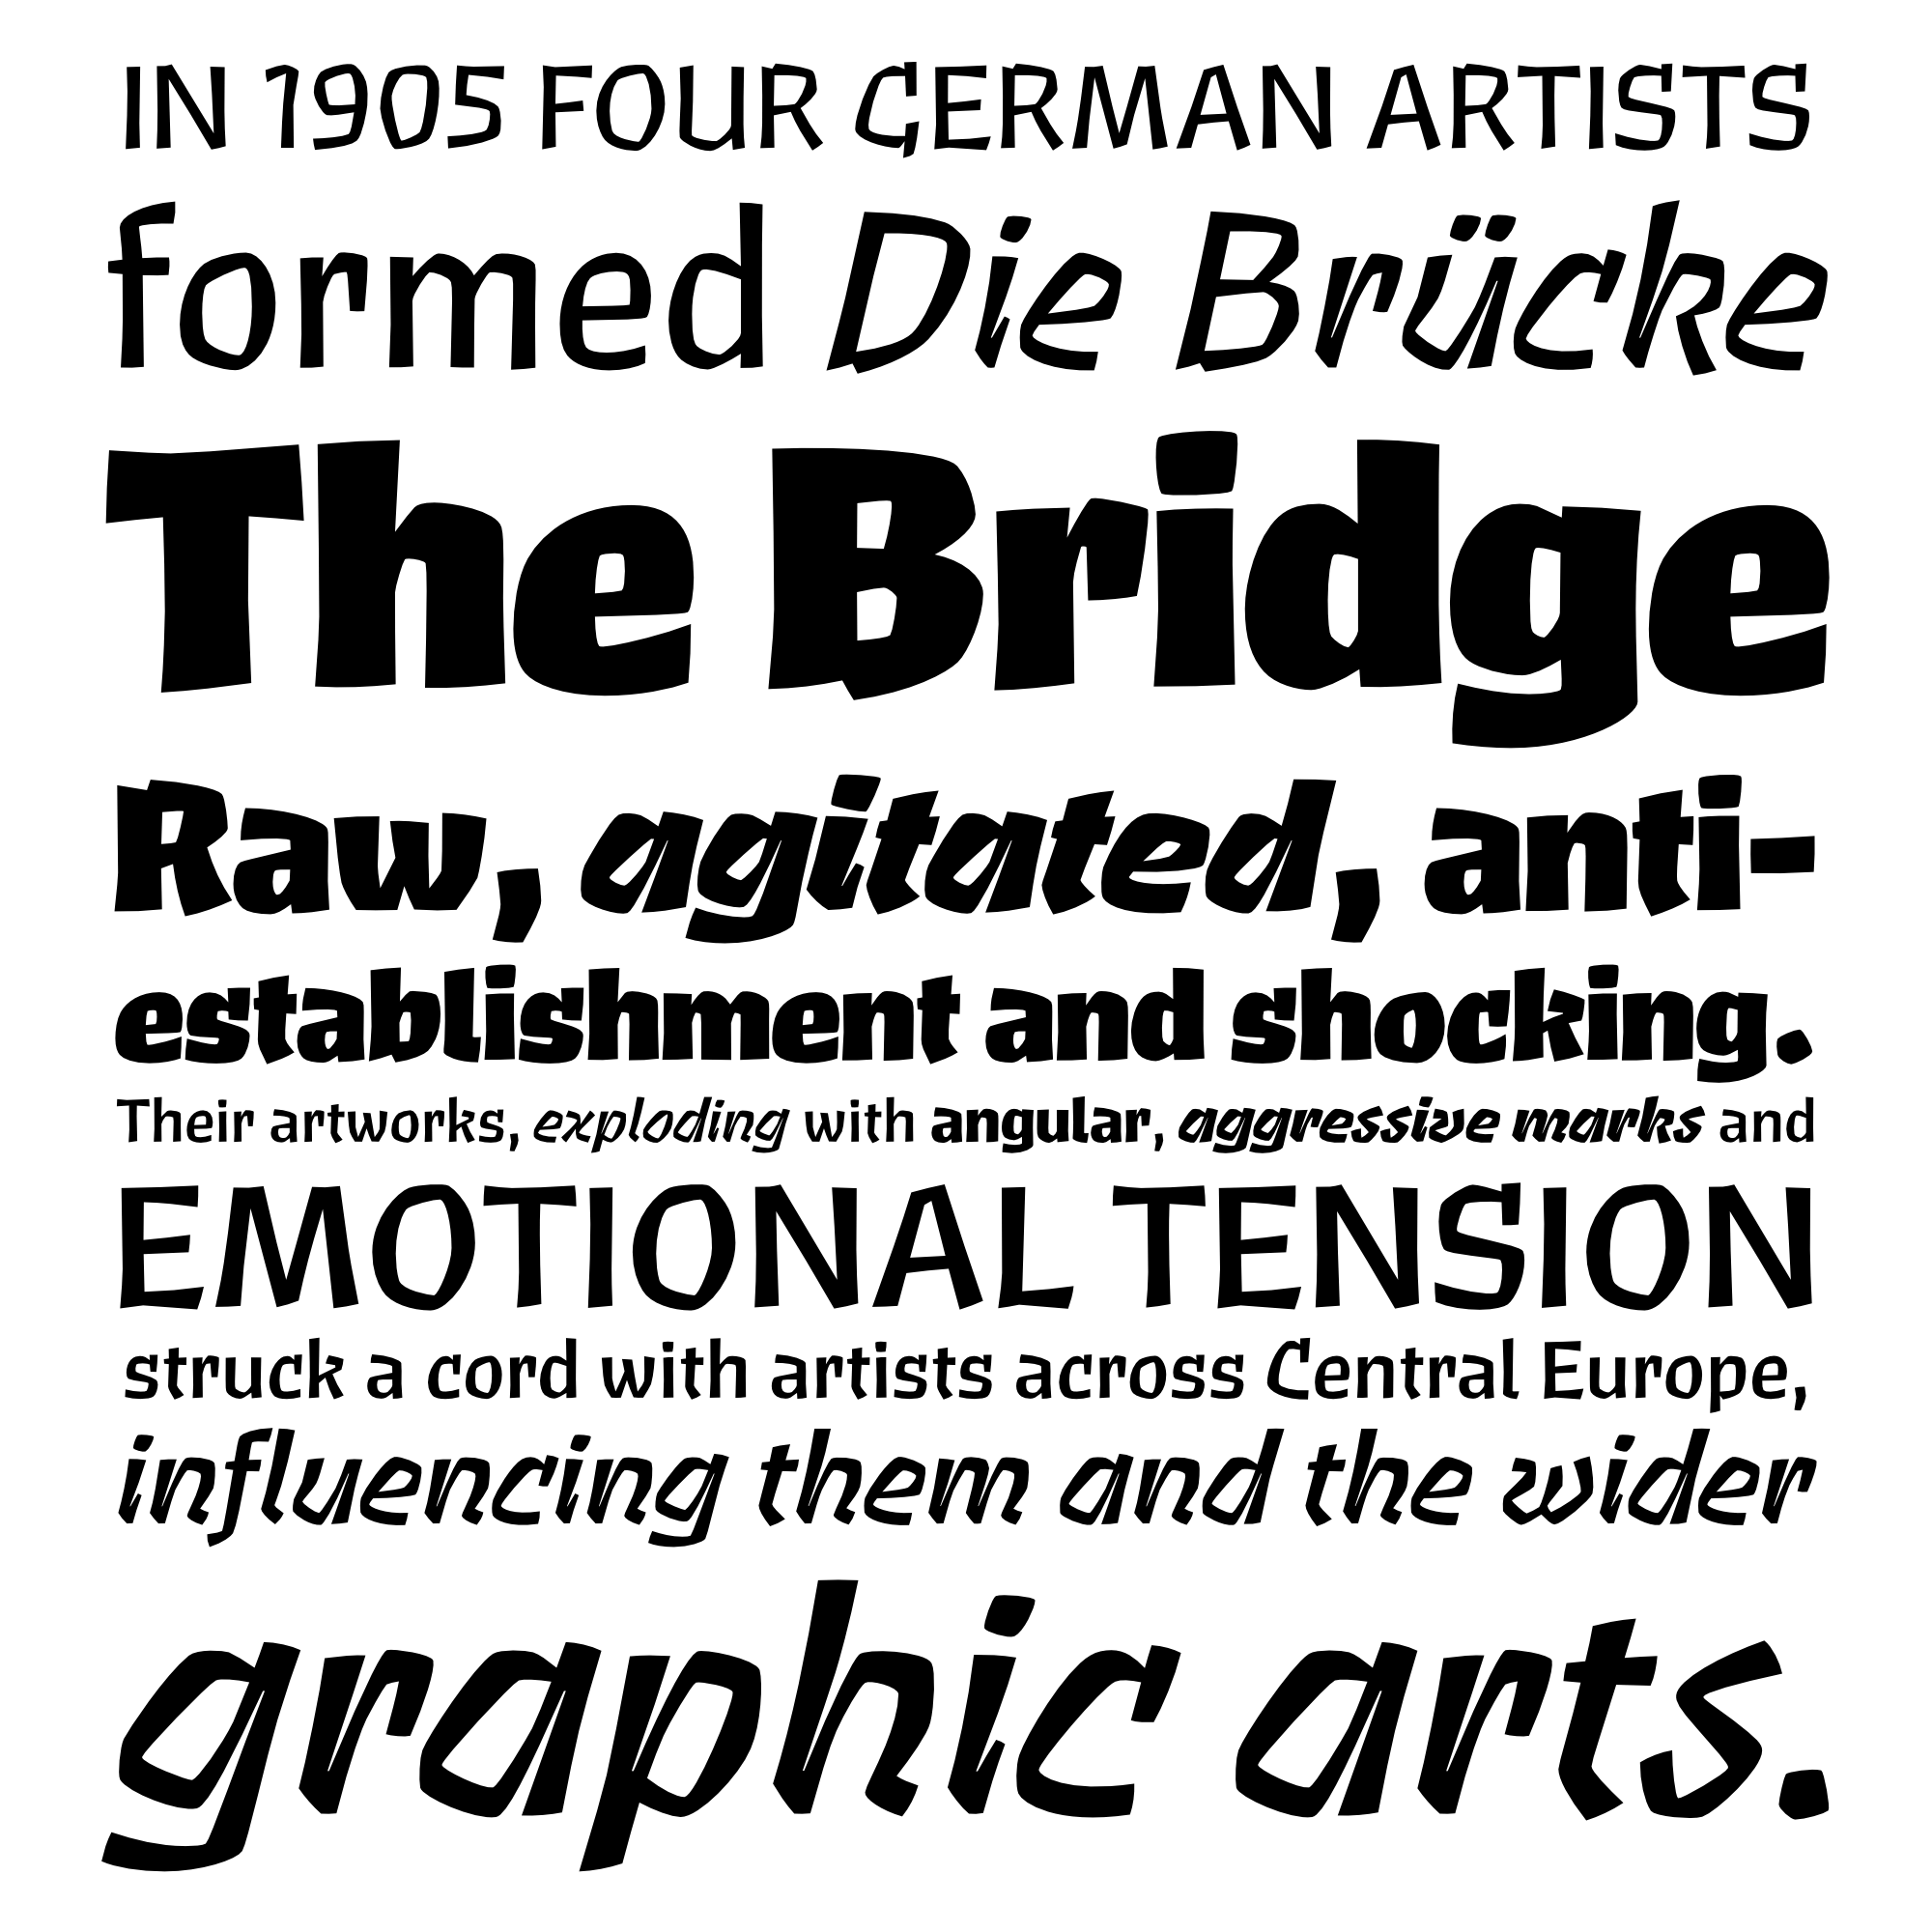 IN 1905 FOUR GERMAN ARTISTS
formed Die Brücke
The Bridge
Raw, agitated, anti-
establishment and shocking.
Their artworks, exploding with angular, aggressive marks and
EMOTIONAL TENSION
struck a cord with artists across Central Europe,
influencing them and the wider
graphic arts.